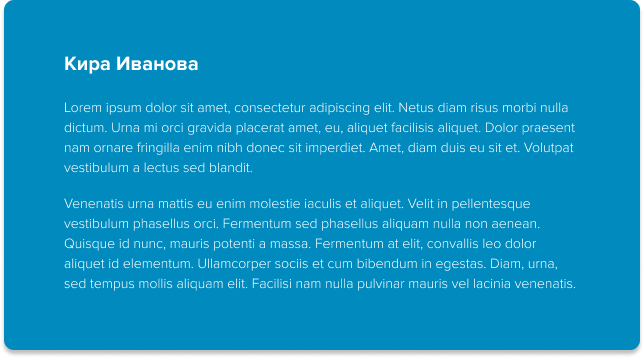 Кира Иванова
Lorem ipsum dolor sit amet, consectetur adipiscing elit. Netus diam risus morbi nulla
dictum. Urna mi orci gravida placerat amet, eu, aliquet facilisis aliquet. Dolor praesent
nam ornare fringilla enim nibh donec sit imperdiet. Amet, diam duis eu sit et. Volutpat
vestibulum a lectus sed blandit.
Venenatis urna mattis eu enim molestie iaculis et aliquet. Velit in pellentesque
vestibulum phasellus orci. Fermentum sed phasellus aliquam nulla non aenean.
Quisque id nunc, mauris potenti a massa. Fermentum at elit, convallis leo dolor
aliquet id elementum. Ullamcorper sociis et cum bibendum in egestas. Diam, urna,
sed tempus mollis aliquam elit. Facilisi nam nulla pulvinar mauris vel lacinia venenatis.